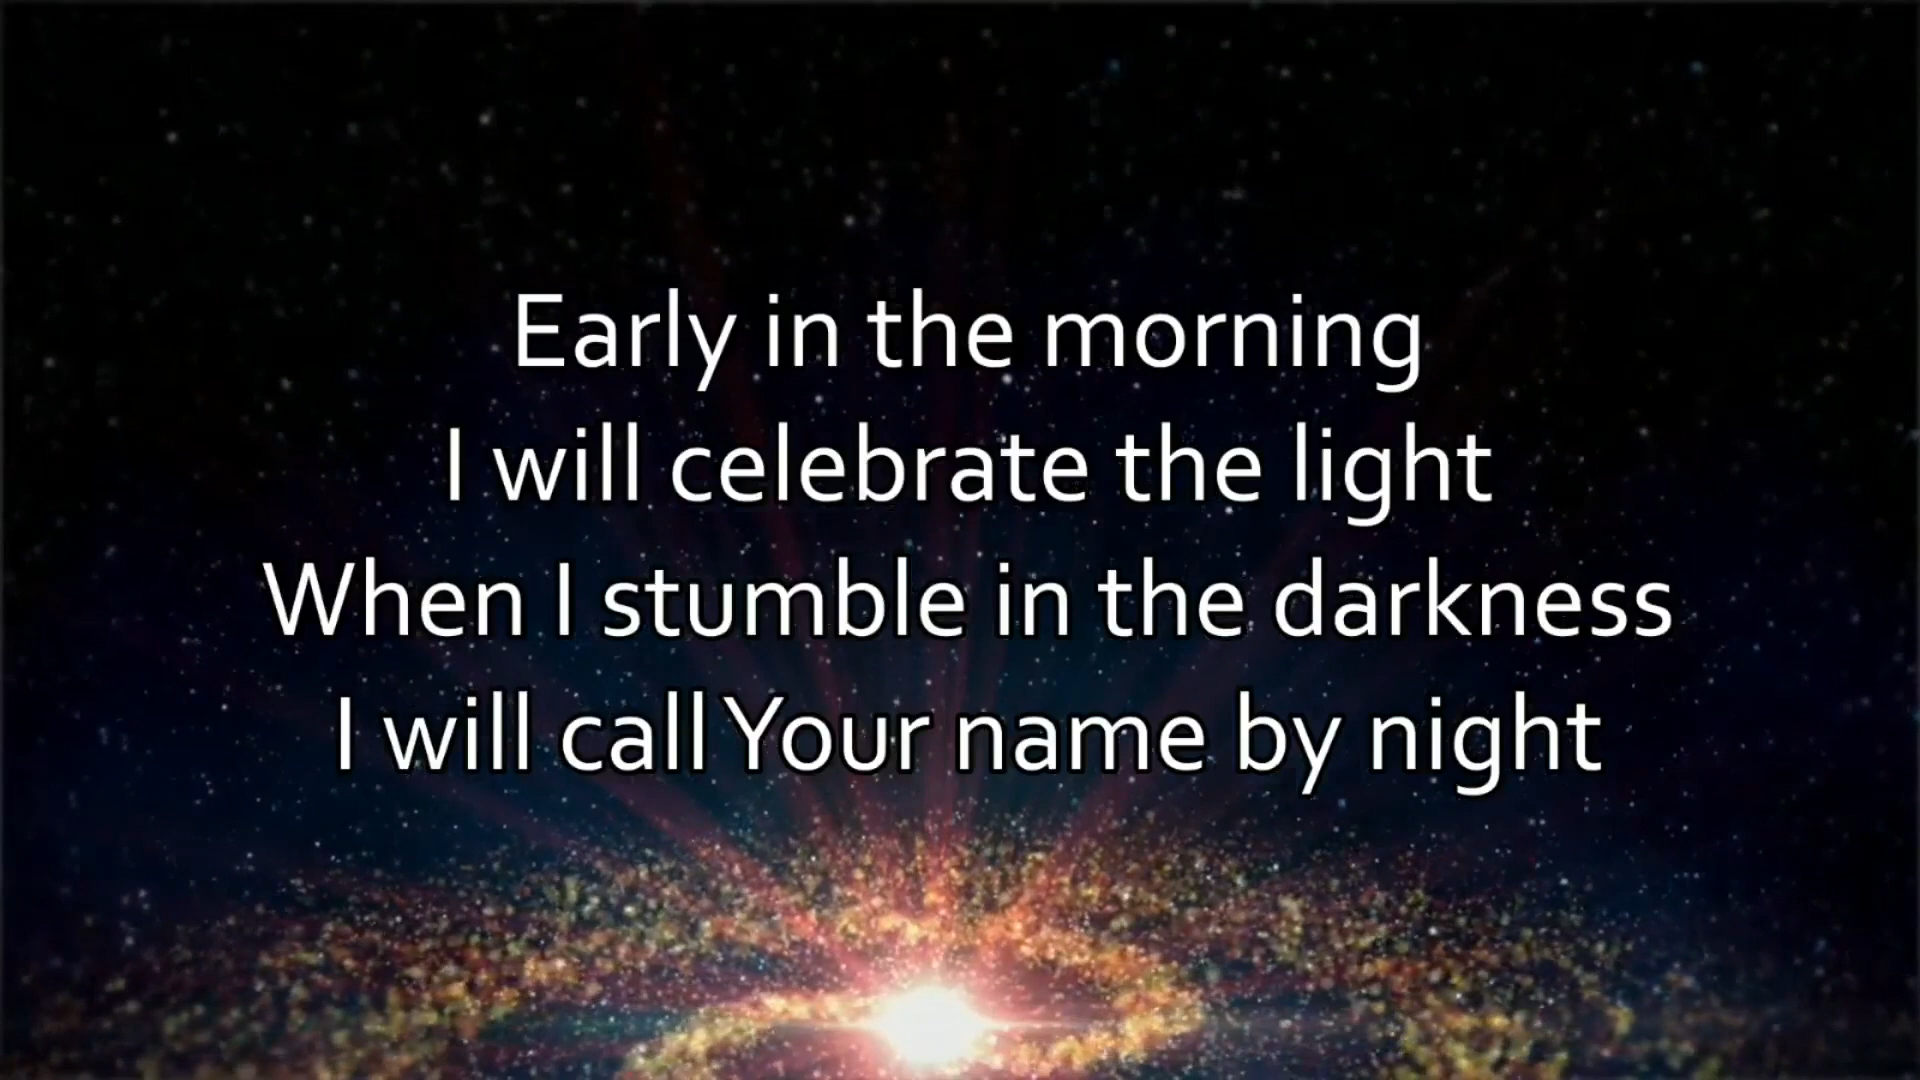 Early in the morning
I will celebrate the light
When I stumble in the darkness
I will call Your name by night